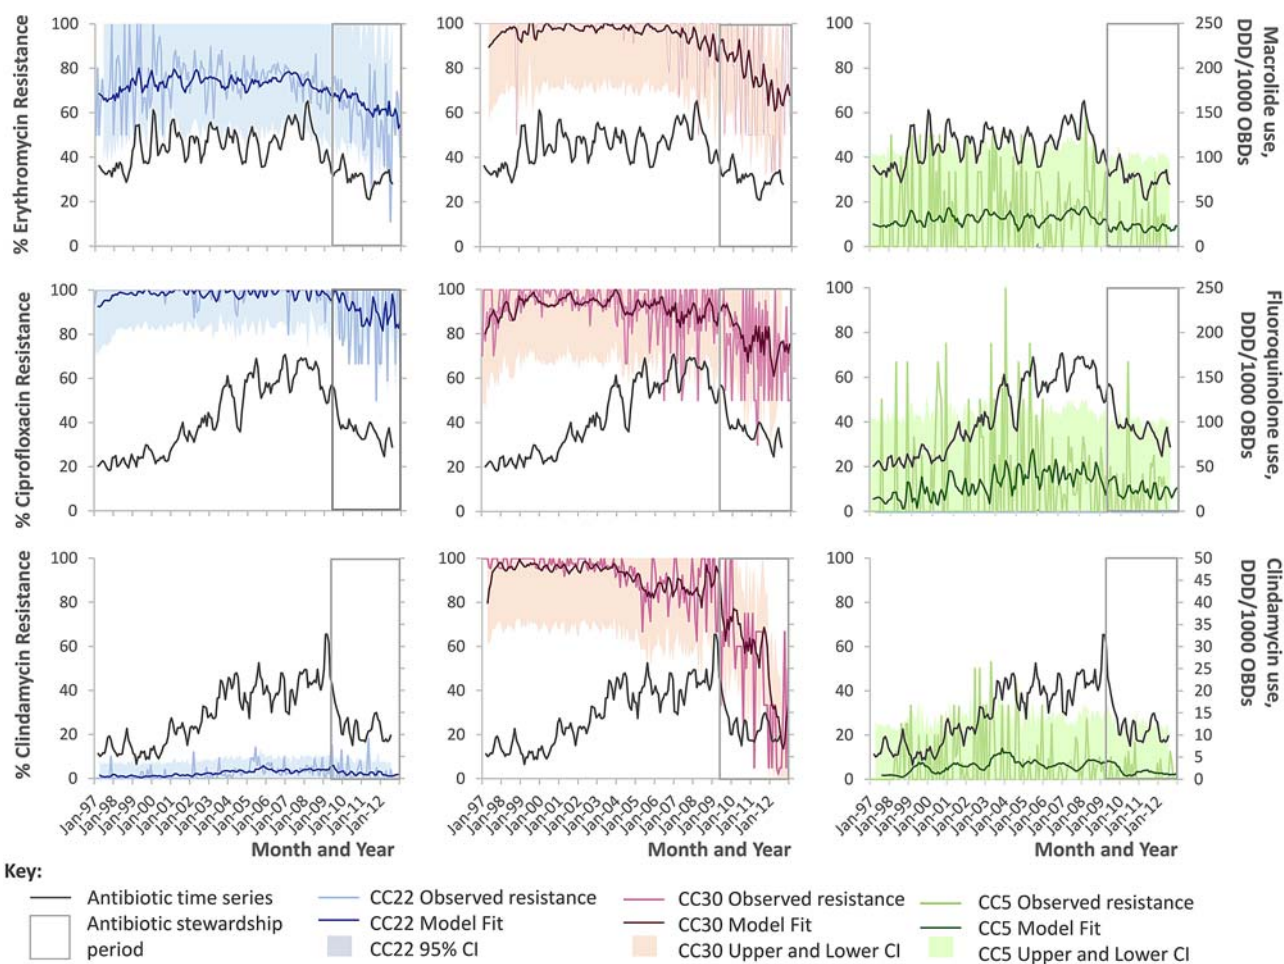 % Erythromycin Resistance
100
80
60
40
20
0
100
80
60
40
20
0
100
80
60
40
20
0
250
200
150
100
50
0
Macrolide use,
DDD/1000 OBDs
% Ciprofloxacin Resistance
100
80
60
40
20
0
100
80
60
40
20
0
100
80
60
40
20
0
250
200
150
100
50
0
Fluoroquinolone use,
DDD/1000 OBDs
% Clindamycin Resistance
100
80
60
40
20
0
100
80
60
40
20
0
100
80
60
40
20
0
50
45
40
35
30
25
20
15
10
5
0
Clindamycin use,
DDD/1000 OBDs
Jan-97
Jan-98
Jan-99
Jan-00
Jan-01
Jan-02
Jan-03
Jan-04
Jan-05
Jan-06
Jan-07
Jan-08
Jan-09
Jan-10
Jan-11
Jan-12
Month and Year
Jan-97
Jan-98
Jan-99
Jan-00
Jan-01
Jan-02
Jan-03
Jan-04
Jan-05
Jan-06
Jan-07
Jan-08
Jan-09
Jan-10
Jan-11
Jan-12
Month and Year
Jan-97
Jan-98
Jan-99
Jan-00
Jan-01
Jan-02
Jan-03
Jan-04
Jan-05
Jan-06
Jan-07
Jan-08
Jan-09
Jan-10
Jan-11
Jan-12
Month and Year
Key:
Antibiotic time series
Antibiotic stewardship
period
CC22 Observed resistance
CC22 Model Fit
CC22 95% CI
CC30 Observed resistance
CC30 Model Fit
CC30 Upper and Lower CI
CC5 Observed resistance
CC5 Model Fit
CC5 Upper and Lower CI